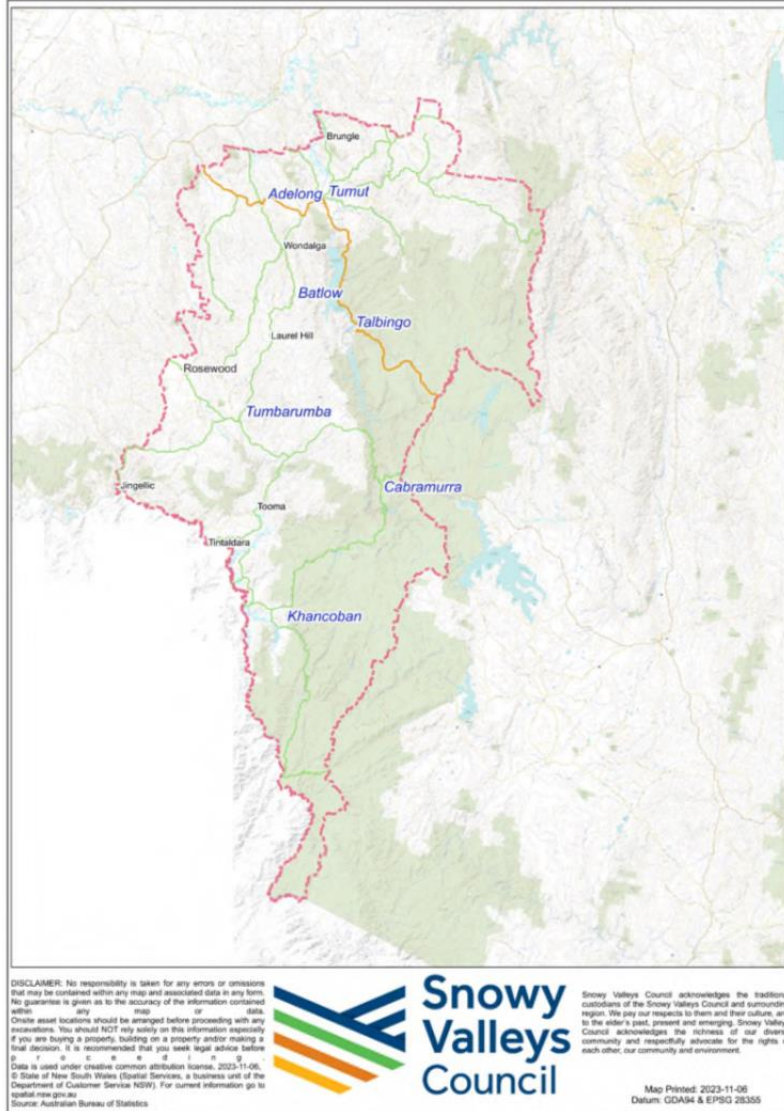 Brungle
Adelong Tumut
Wondalga
Batlow
Talbingo
Laurel Hill
Rosewood
Tumbarumba
Jingellic
Cabramurra
Tooma
Tintaldara
Khancoban
DISCLAIMER: No responsibility is taken for any errors or omissions
that may be contained within any map and associated data in any form.
No guarantee is given as to the accuracy of the information contained
within any map or data.
Onsite asset locations should be arranged before proceeding with any
excavations. You should NOT rely solely on this information especially
if you are buying a property, building on a property and/or making a
final decision. It is recommended that you seek legal advice before
p r o c e e d i n g .
Data is used under creative common attribution license, 2023-11-06,
© State of New South Wales (Spatial Services, a business unit of the
Department of Customer Service NSW). For current information go to
spatial.nsw.gov.au
Source: Australian Bureau of Statistics
Snowy
Valleys
Council
Snowy Valleys Council acknowledges the tradition
custodians of the Snowy Valleys Council and surroundin
region. We pay our respects to them and their culture, an
to the elder's past, present and emerging. Snowy Valley
Council acknowledges the richness of our divers
community and respectfully advocate for the rights o
each other, our community and environment.
Map Printed: 2023-11-06
Datum: GDA94 & EPSG 28355